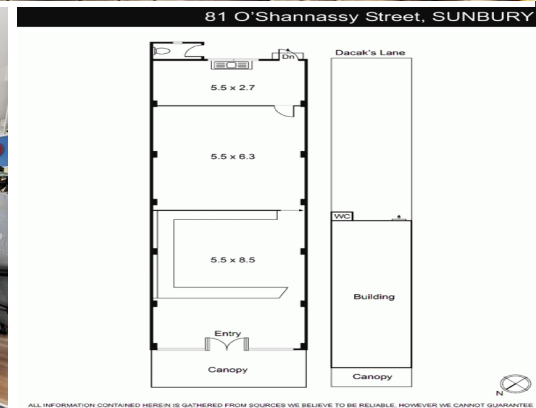 81 O'Shannassy Street, SUNBURY
Dn
Dacak's Lane
5.5 x 2.7
5.5 x 6.3
WC
5.5 x 8.5
Building
Entry
Canopy
Canopy
N
ALL INFORMATION CONTAINED HEREIN IS GATHERED FROM SOURCES WE BELIEVE TO BE RELIABLE, HOWEVER WE CANNOT GUARANTEE